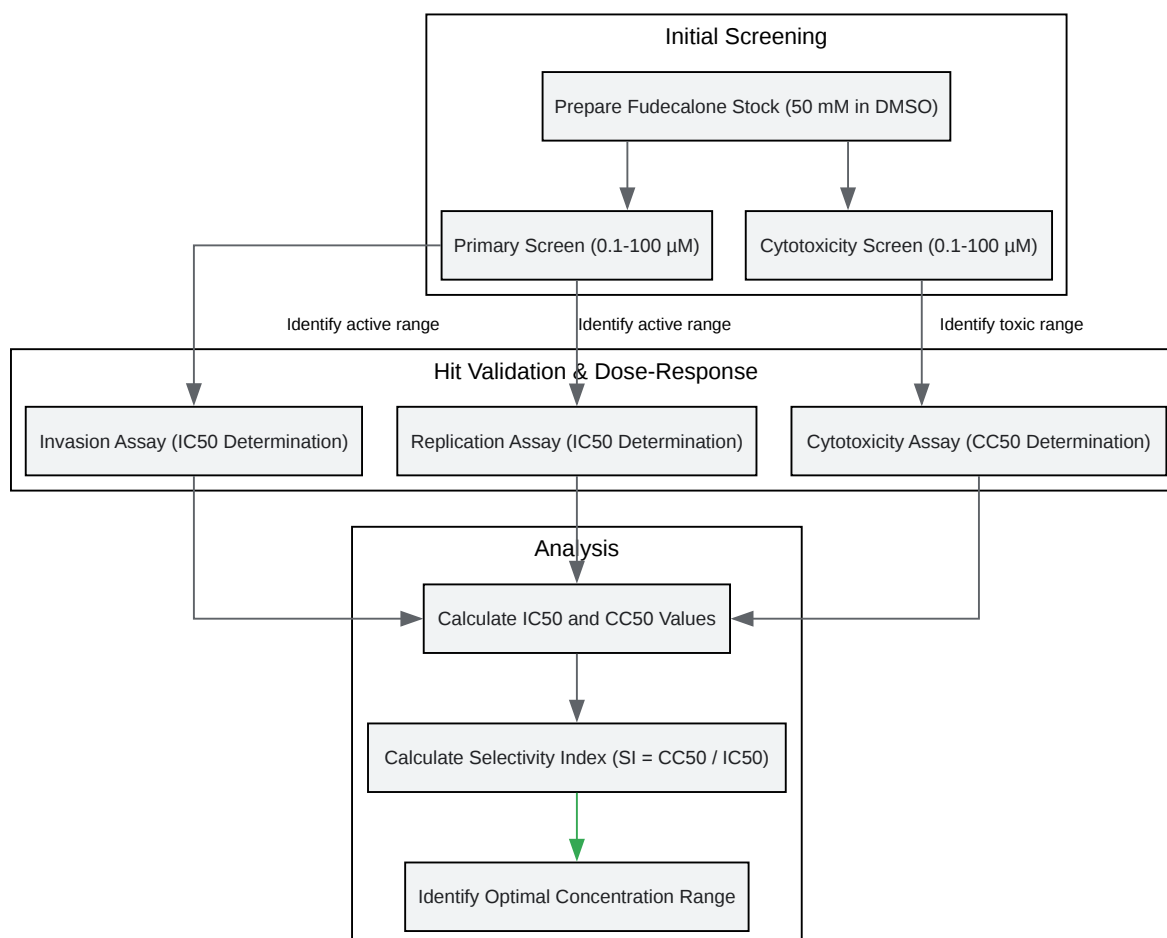 Initial Screening
Prepare Fudecalone Stock (50 mM in DMSO)
Primary Screen (0.1-100 µM)
Cytotoxicity Screen (0.1-100 µM)
Identify active range
Identify active range
Identify toxic range
Hit Validation & Dose-Response
Invasion Assay (IC50 Determination)
Replication Assay (IC50 Determination)
Cytotoxicity Assay (CC50 Determination)
Analysis
Calculate IC50 and CC50 Values
Calculate Selectivity Index (SI = CC50 / IC50)
Identify Optimal Concentration Range